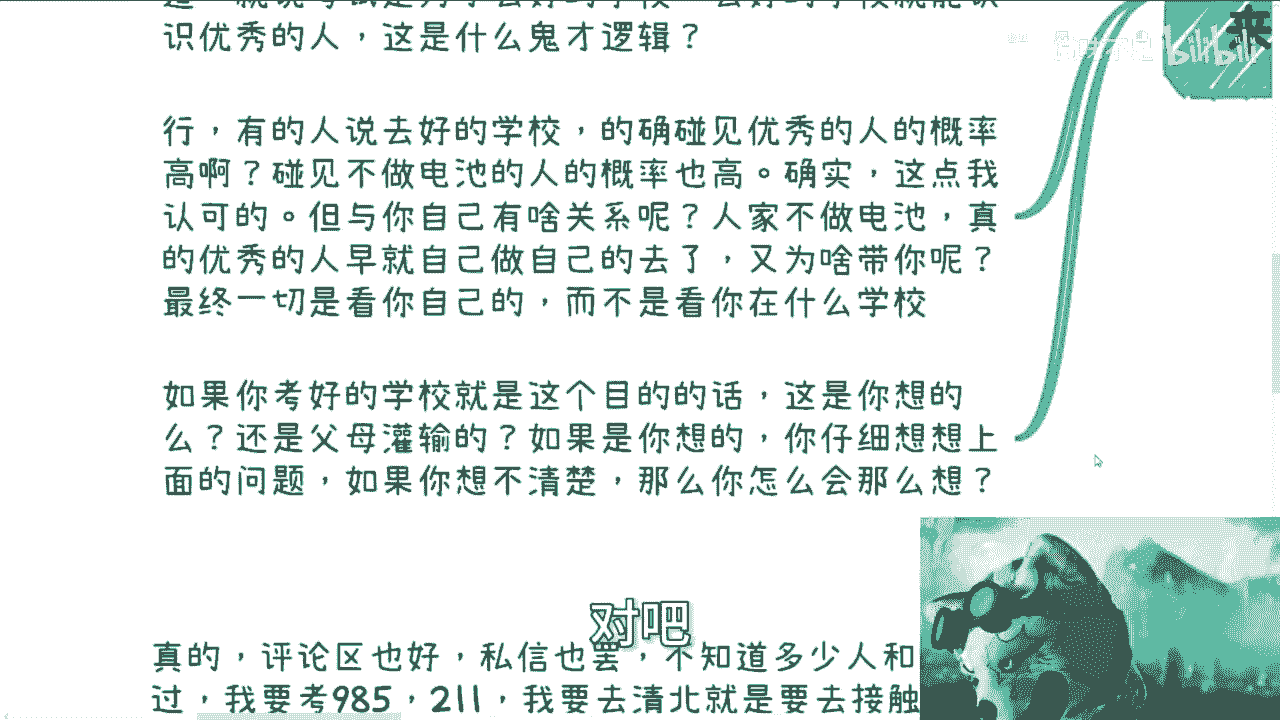 识优秀的人，这是什么鬼才逻辑？
行，有的人说去好的学校，的确碰见优秀的人的概率
高啊？碰见不做电池的人的概率也高。确实，这点我
认可的。但与你自己有啥关系呢？人家不做电池，真
的优秀的人早就自己做自己的去了，又为啥带你呢？
最终一切是看你自己的，而不是看你在什么学校
如果你考好的学校就是这个目的的话，这是你想的
么？还是父母灌输的？如果是你想的，你仔细想想上
面的问题，如果你想不清楚，那么你怎么会那么想？
对吧
真的，评论区也好，私信也罢，不知道多少人和
过，我要考985，211，我要去清北就是要去接触
来
bilibili